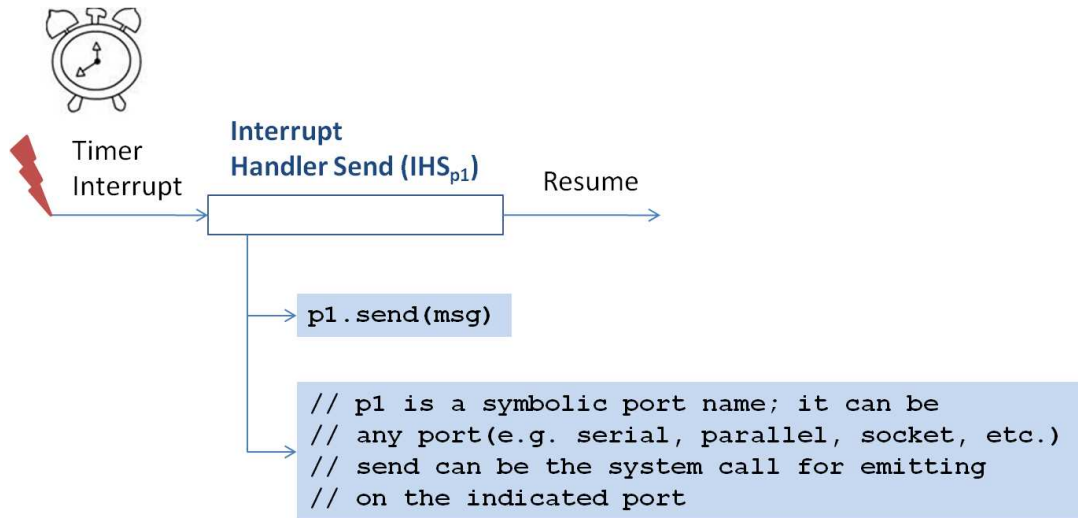 Timer
Interrupt
Interrupt
Handler Send (IHSp1)
Resume
p1.send(msg)
// p1 is a symbolic port name; it can be
// any port(e.g. serial, parallel, socket, etc.)
// send can be the system call for emitting
// on the indicated port